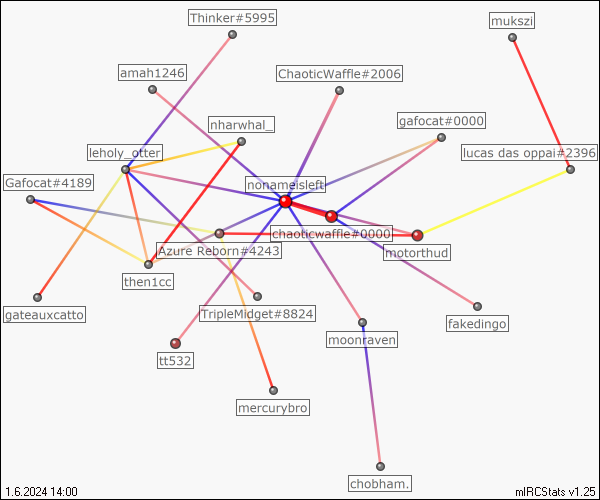 Thinker#5995
mukszi
amah1246
ChaoticWaffle#2006
nharwhal_
gafocat#0000
leholy_otter
lucas das oppai#2396
Gafocat#4189
nonameisleft
chaoticwaffle#0000
Azure Reborn#4243
motorthud
then1cc
gateauxcatto
TripleMidget#8824
fakedingo
moonraven
tt532
mercurybro
chobham.
1.6.2024 14:00
mIRCStats v1.25